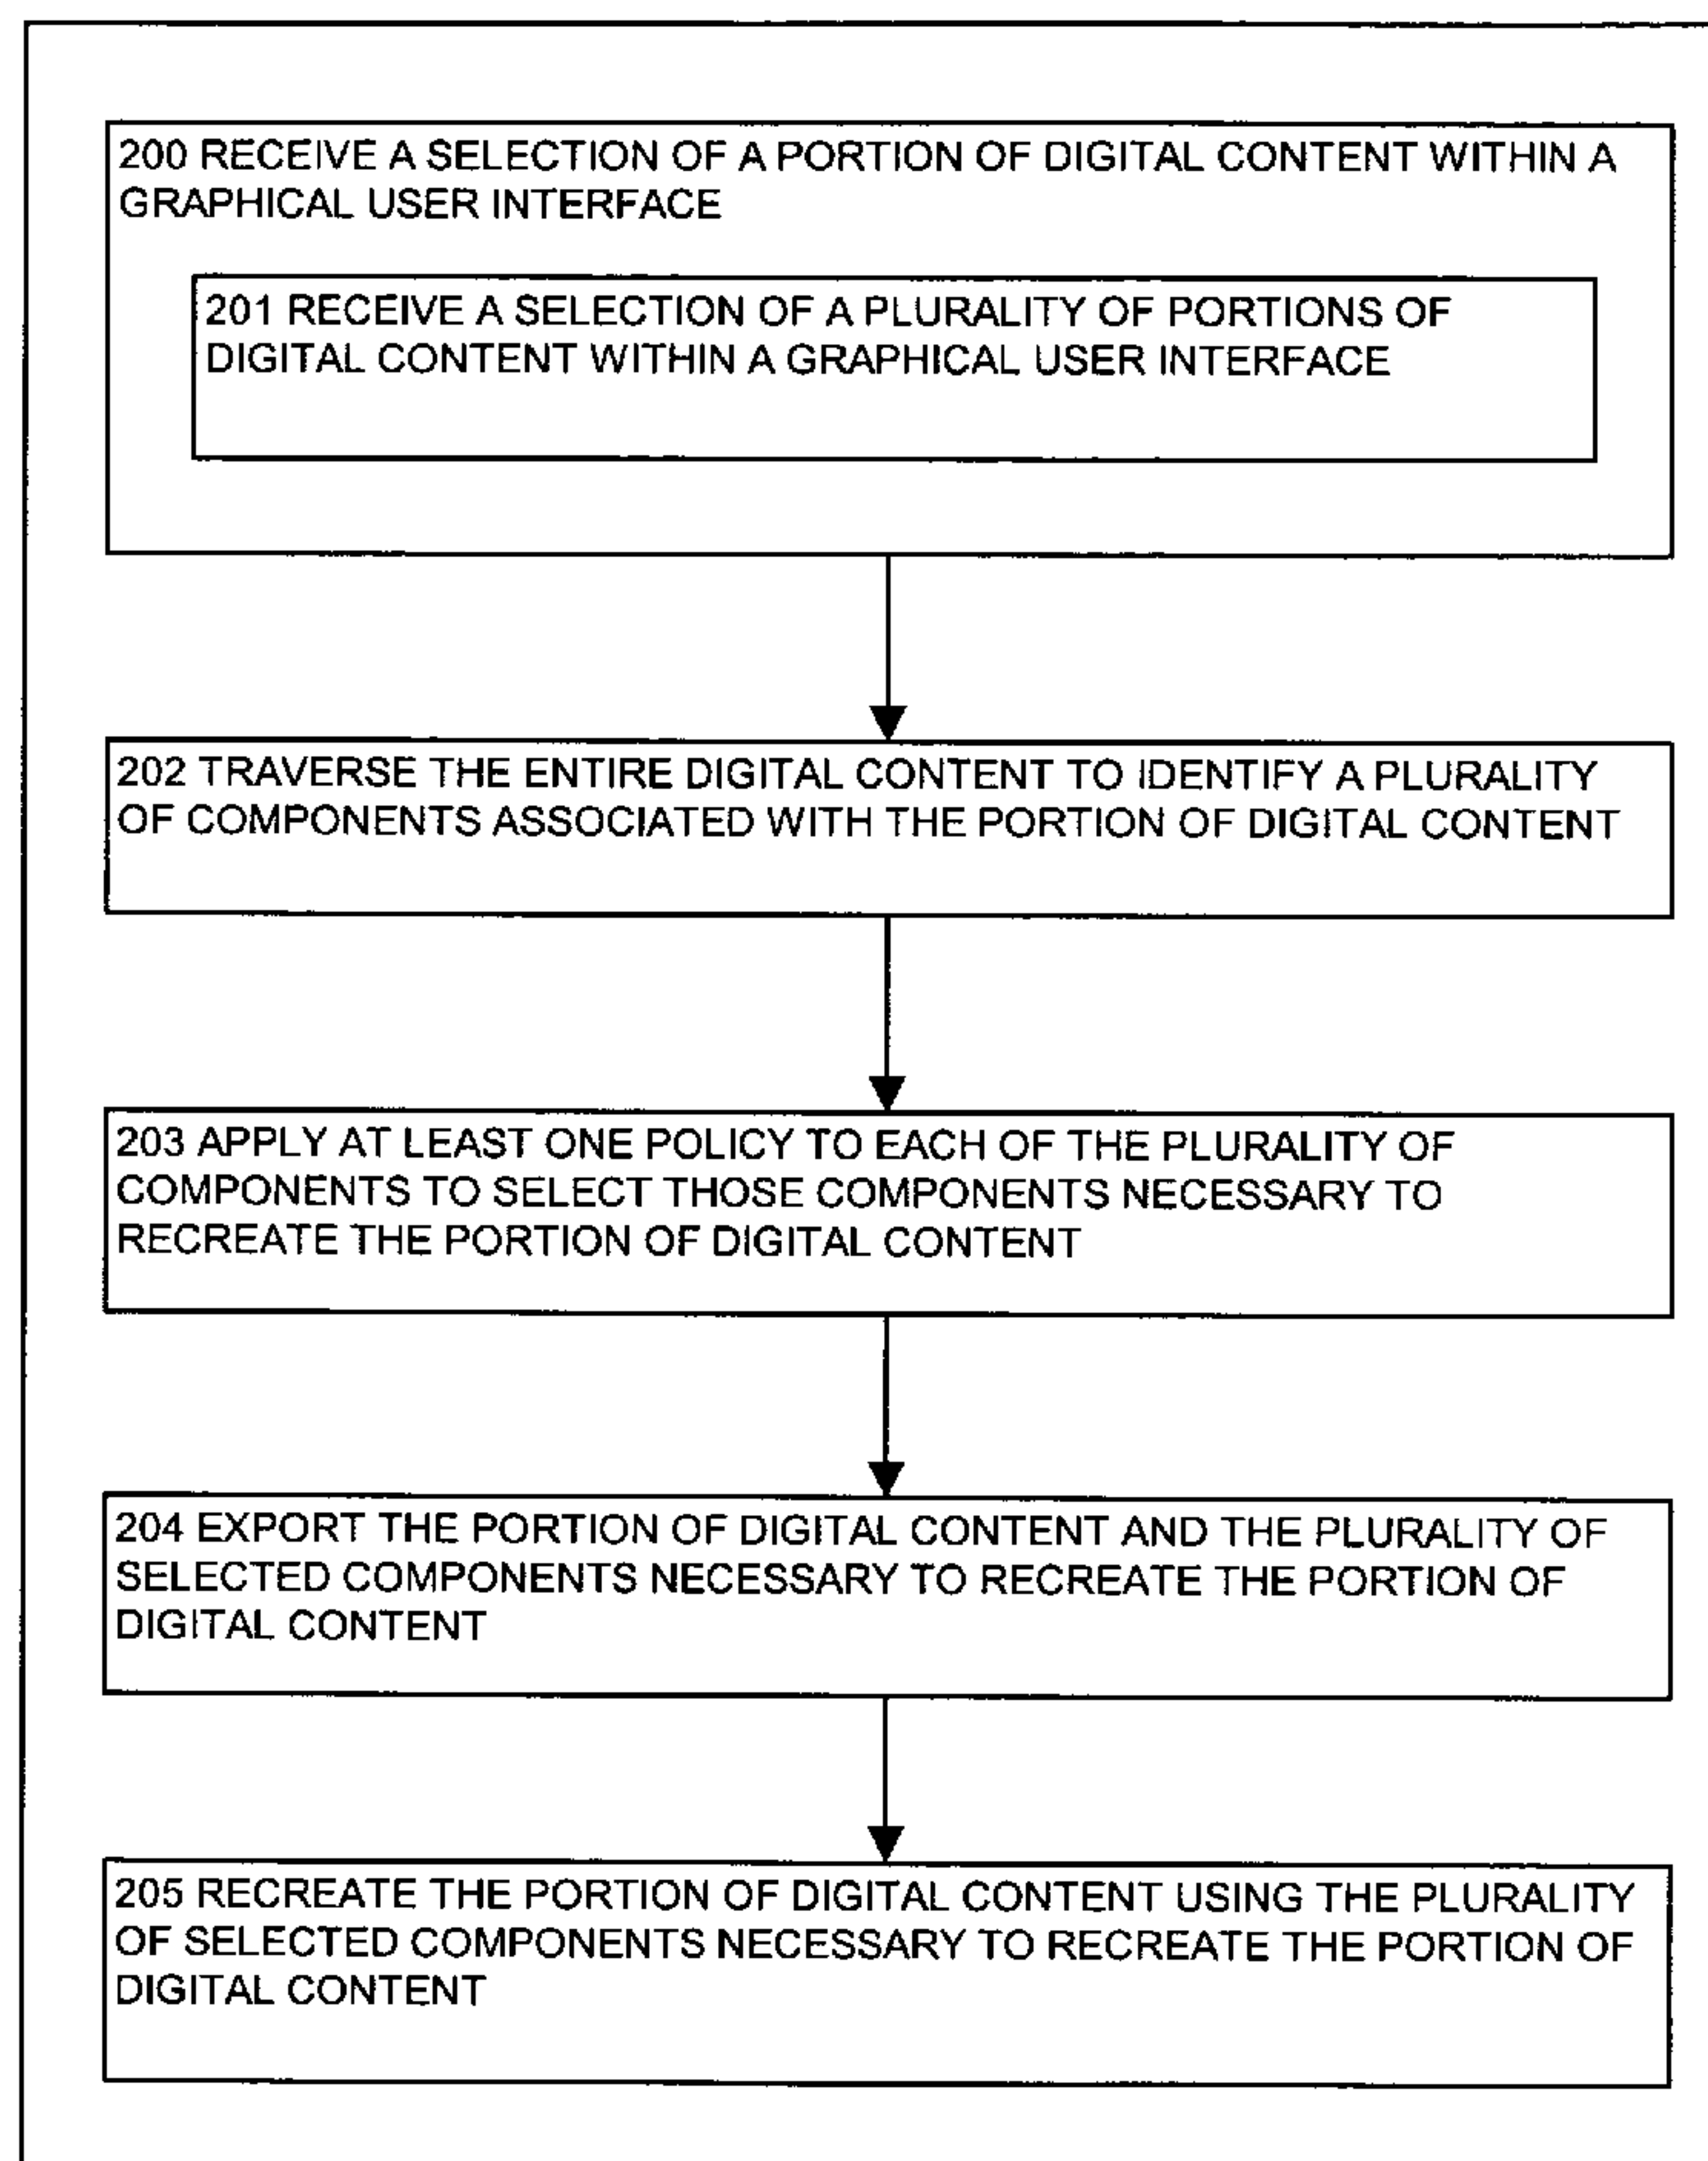 200 RECEIVE A SELECTION OF A PORTION OF DIGITAL CONTENT WITHIN A
GRAPHICAL USER INTERFACE
201 RECEIVE A SELECTION OF A PLURALITY OF PORTIONS OF
DIGITAL CONTENT WITHIN A GRAPHICAL USER INTERFACE
202 TRAVERSE THE ENTIRE DIGITAL CONTENT TO IDENTIFY A PLURALITY
OF COMPONENTS ASSOCIATED WITH THE PORTION OF DIGITAL CONTENT
203 APPLY AT LEAST ONE POLICY TO EACH OF THE PLURALITY OF
COMPONENTS TO SELECT THOSE COMPONENTS NECESSARY TO
RECREATE THE PORTION OF DIGITAL CONTENT
204 EXPORT THE PORTION OF DIGITAL CONTENT AND THE PLURALITY OF
SELECTED COMPONENTS NECESSARY TO RECREATE THE PORTION OF
DIGITAL CONTENT
205 RECREATE THE PORTION OF DIGITAL CONTENT USING THE PLURALITY
OF SELECTED COMPONENTS NECESSARY TO RECREATE THE PORTION OF
DIGITAL CONTENT